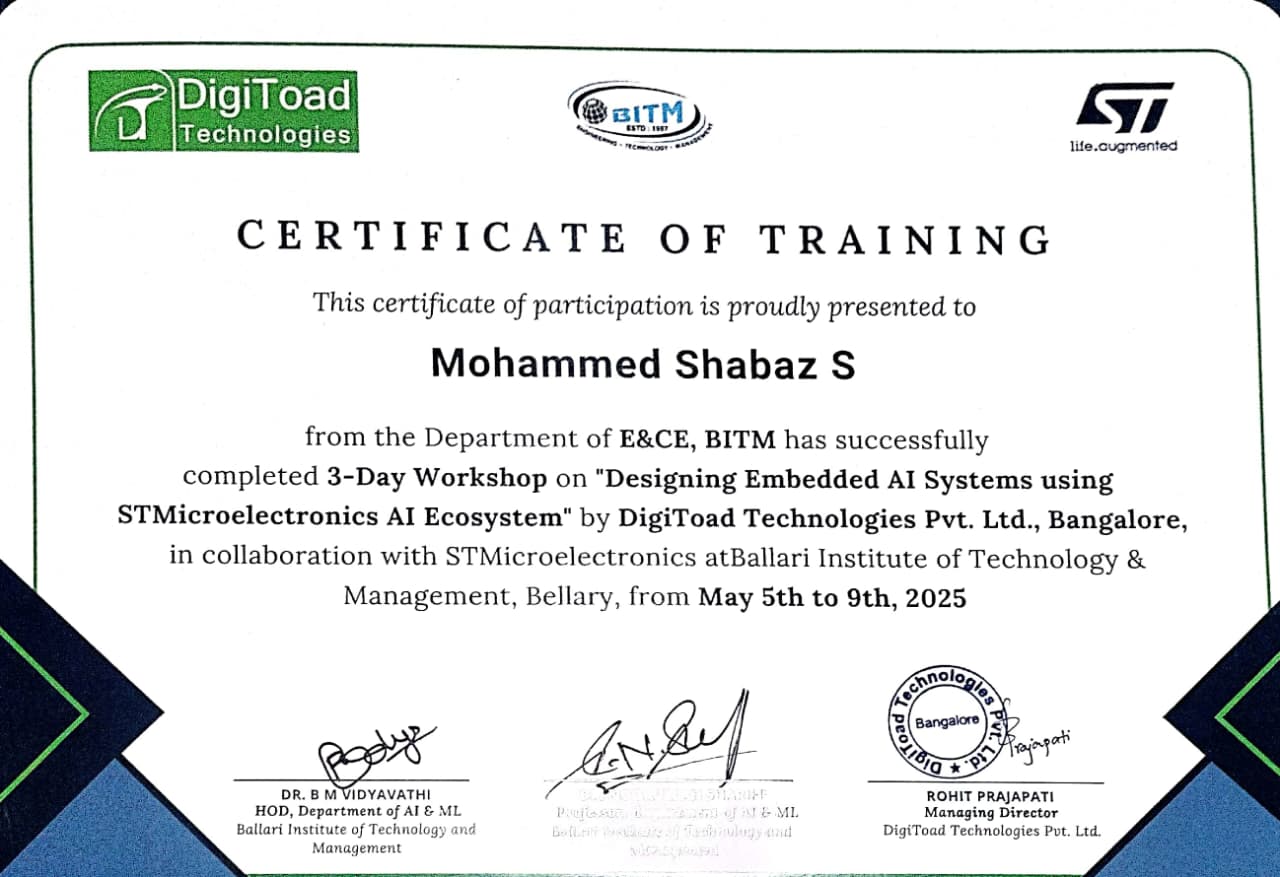 DigiToad
Technologies
BITM
ESTD : 1997
ENGINEERING - TECHNOLOGY - MANAGEMENT
ST
life.augmented
CERTIFICATE OF TRAINING
This certificate of participation is proudly presented to
Mohammed Shabaz S
from the Department of E&CE, BITM has successfully
completed 3-Day Workshop on "Designing Embedded AI Systems using
STMicroelectronics AI Ecosystem" by DigiToad Technologies Pvt. Ltd., Bangalore,
in collaboration with STMicroelectronics atBallari Institute of Technology &
Management, Bellary, from May 5th to 9th, 2025
DigiToad Technologies Pvt. Ltd.
Bangalore
Prajapati
DR. B M VIDYAVATHI
HOD, Department of AI & ML
Ballari Institute of Technology and
Management
Professor, Department of AI & ML
Ballari Institute of Technology and
Management
ROHIT PRAJAPATI
Managing Director
DigiToad Technologies Pvt. Ltd.